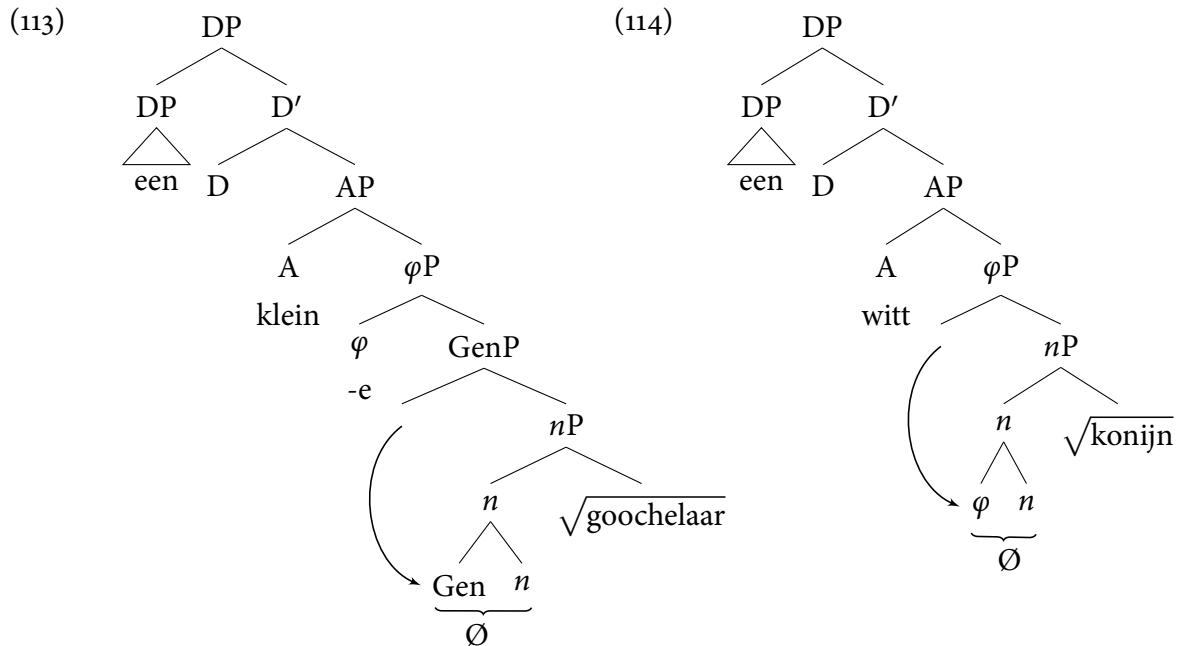 (113)
DP
DP D′
een D AP
A φP
klein
φ GenP
-e
nP
n √goochelaar
Gen n
Ø
(114)
DP
DP D′
een D AP
A φP
witt
nP
n √konijn
φ n
Ø